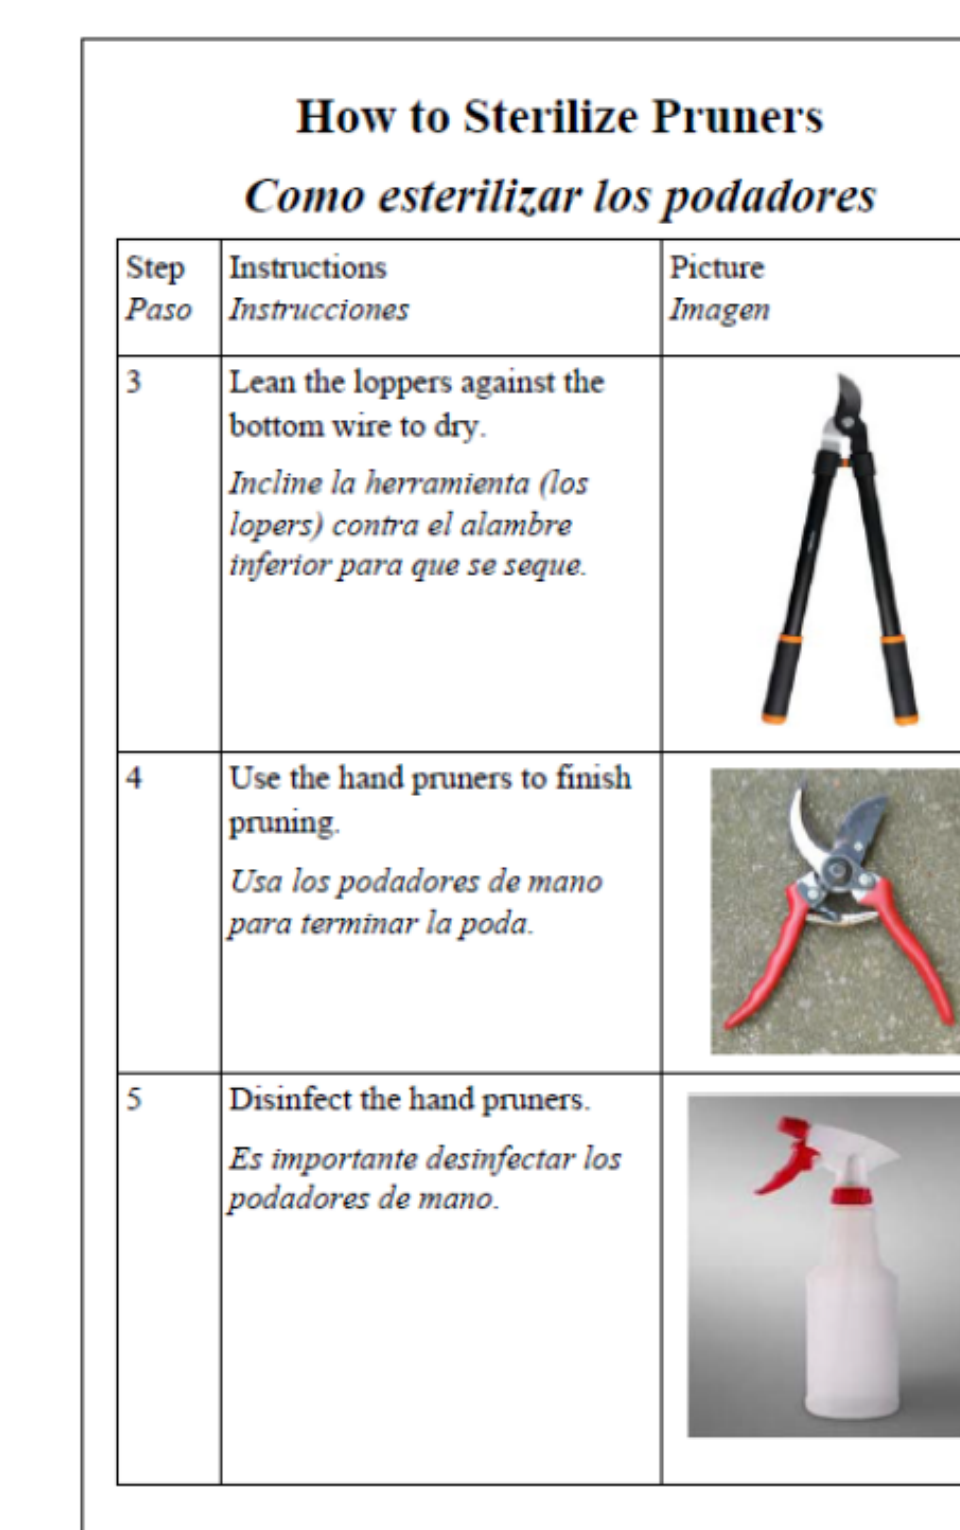 How to Sterilize Pruners
Como esterilizar los podadores
Step
Paso
Instructions
Instrucciones
Picture
Imagen
3
Lean the loppers against the
bottom wire to dry.
Incline la herramienta (los
lopers) contra el alambre
inferior para que se seque.
4
Use the hand pruners to finish
pruning.
Usa los podadores de mano
para terminar la poda.
5
Disinfect the hand pruners.
Es importante desinfectar los
podadores de mano.